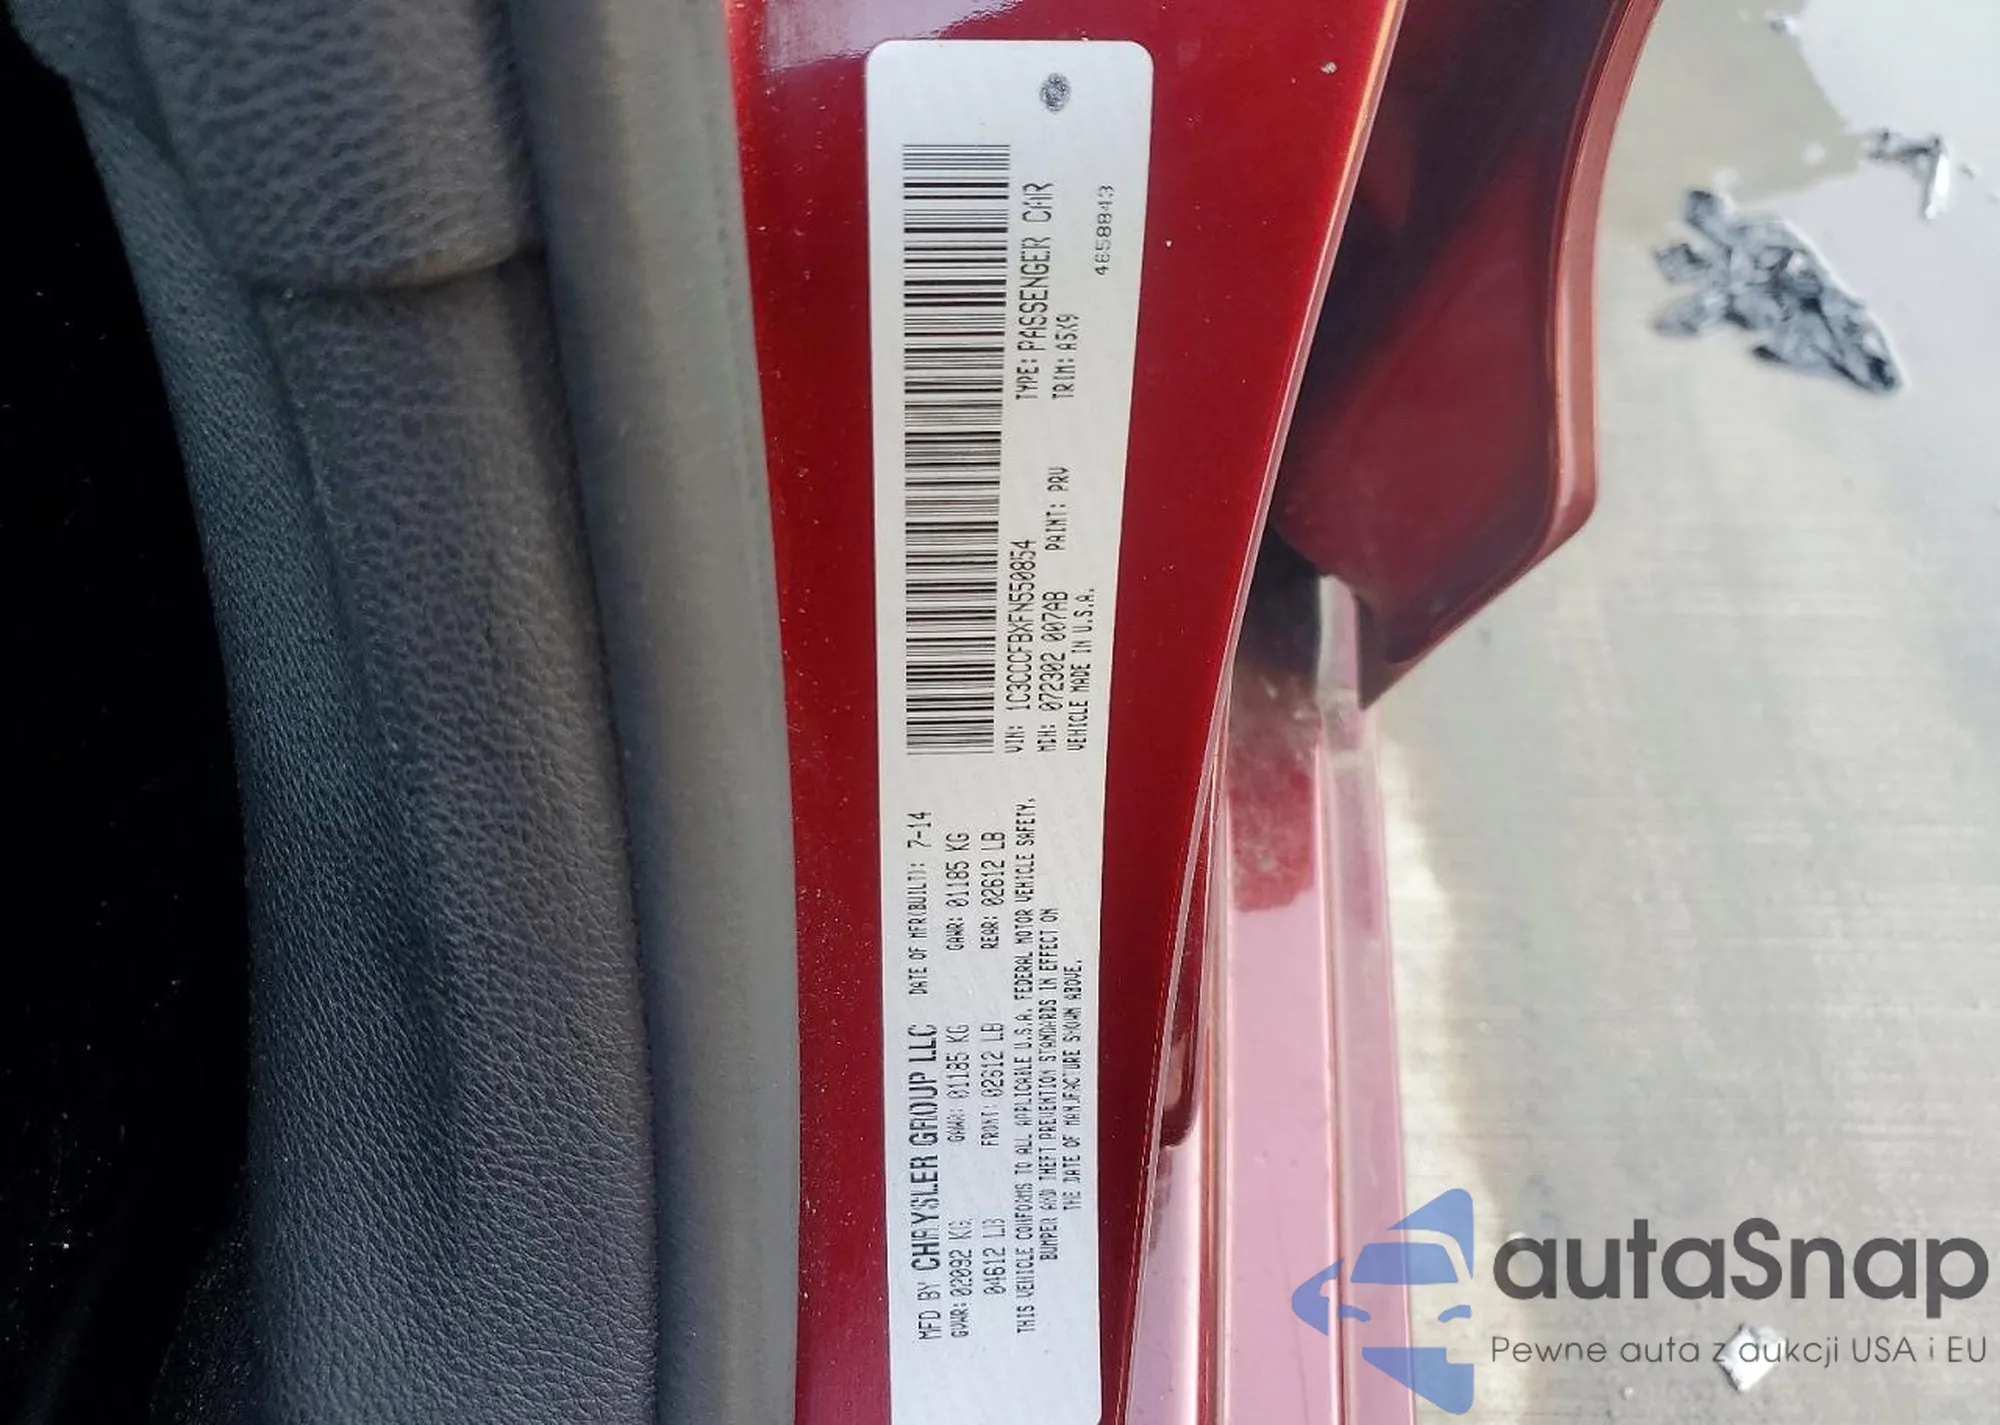 MFD BY CHRYSLER GROUP LLC DATE OF MFR(BUILT): 7-14
GVWR: 02092 KG GAWR: 01185 KG GAWR: 01185 KG
04612 LB FRONT: 02612 LB REAR: 02612 LB
THIS VEHICLE CONFORMS TO ALL APPLICABLE U.S.A. FEDERAL MOTOR VEHICLE SAFETY,
BUMPER AND THEFT PREVENTION STANDARDS IN EFFECT ON
THE DATE OF MANUFACTURE SHOWN ABOVE.
VIN: 1C3CCCFBXFN550854 TYPE: PASSENGER CAR
MDH: 072302 007AB PAINT: PRV TRIM: A5X9
VEHICLE MADE IN U.S.A.
4658843
autaSnap
Pewne auta z aukcji USA i EU